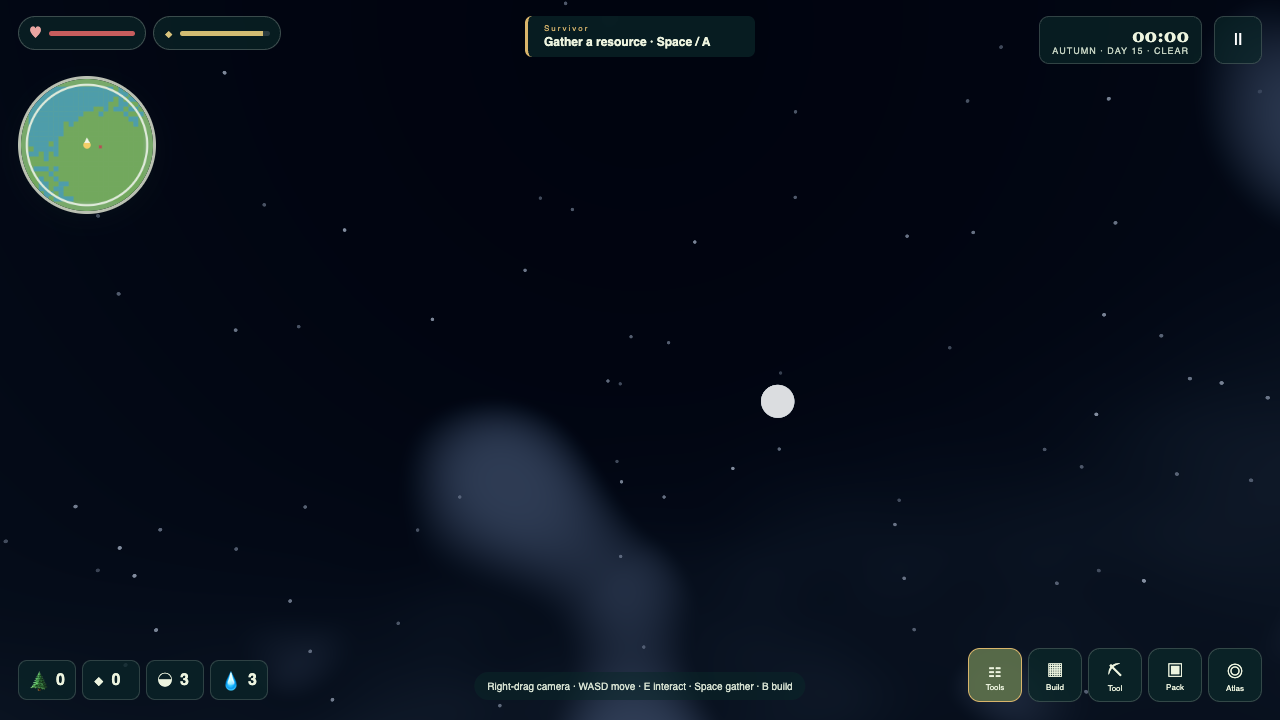 Survivor
Gather a resource · Space / A
00:00
AUTUMN · DAY 15 · CLEAR
0
0
3
3
Right-drag camera · WASD move · E interact · Space gather · B build
Tools
Build
Tool
Pack
Atlas